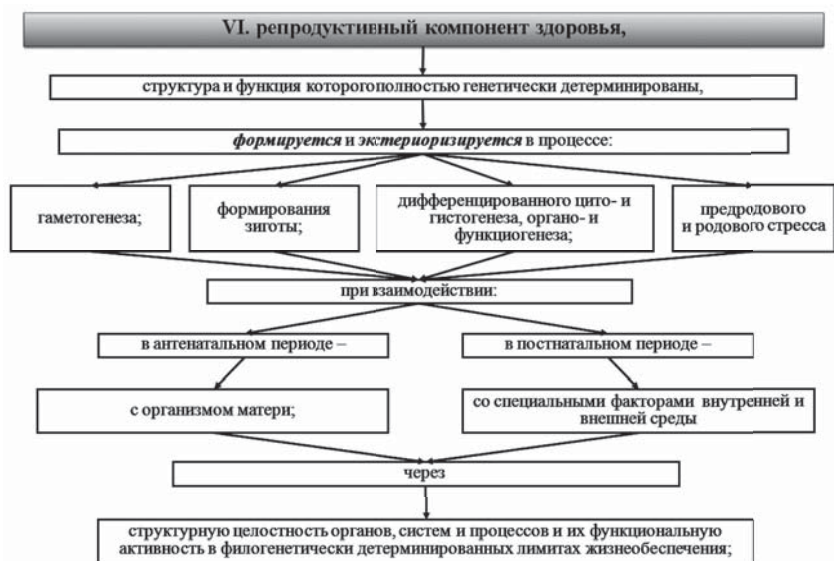 VI. репродуктивный компонент здоровья,
структура и функция которогополностью генетически детерминированы,
формируется и экстериоризируется в процессе:
гаметогенеза;
формирования
зиготы;
дифференцированного цито- и
гистогенеза, органо- и
функциогенеза;
предродового
и родового стресса
при взаимодействии:
в антенатальном периоде –
в постнатальном периоде –
с организмом матери;
со специальными факторами внутренней и
внешней среды
через
структурную целостность органов, систем и процессов и их функциональную
активность в филогенетически детерминированных лимитах жизнеобеспечения;